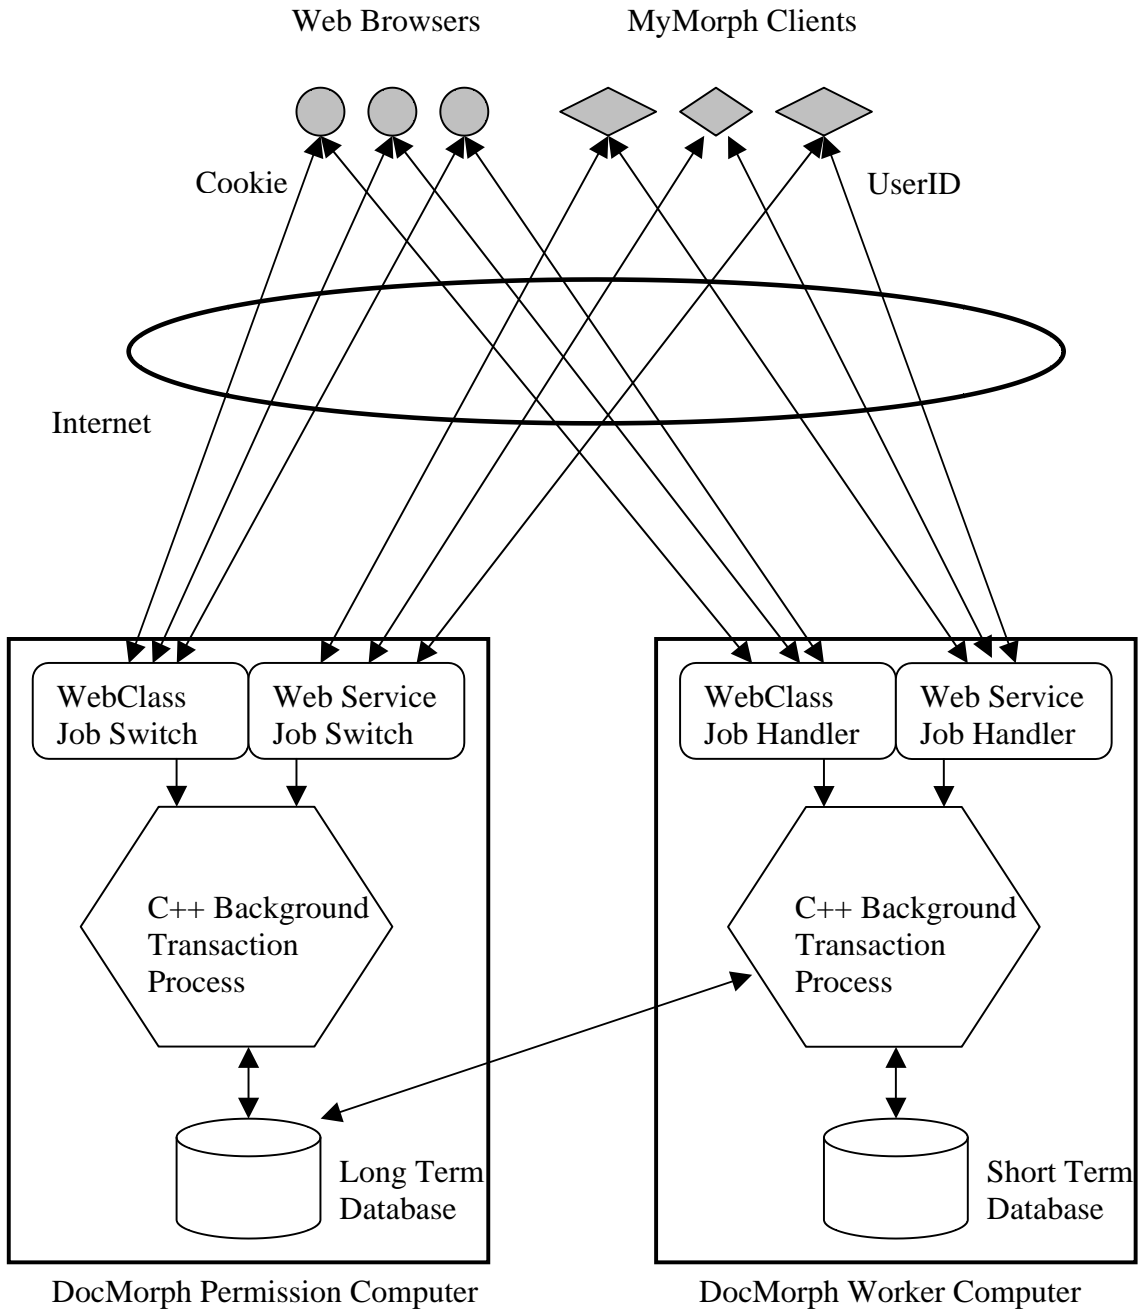 Web Browsers
MyMorph Clients
Cookie
UserID
Internet
WebClass
Job Switch
Web Service
Job Switch
WebClass
Job Handler
Web Service
Job Handler
C++ Background
Transaction
Process
C++ Background
Transaction
Process
Long Term
Database
Short Term
Database
DocMorph Permission Computer
DocMorph Worker Computer